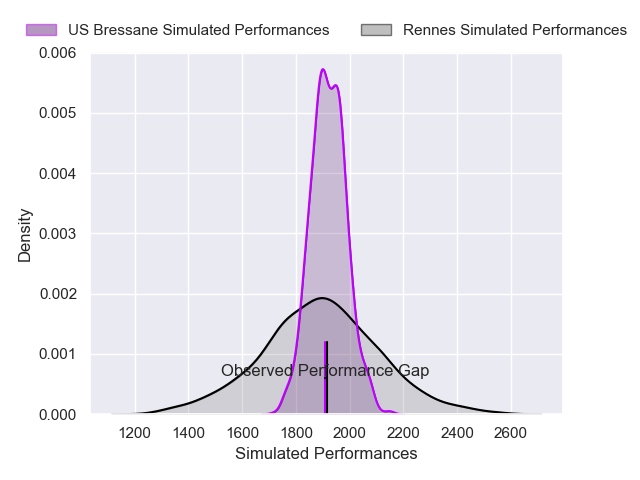 US Bressane Simulated Performances
Rennes Simulated Performances
0.006
0.005
0.004
0.003
0.002
0.001
0.000
Density
Observed Performance Gap
1200 1400 1600 1800 2000 2200 2400 2600
Simulated Performances